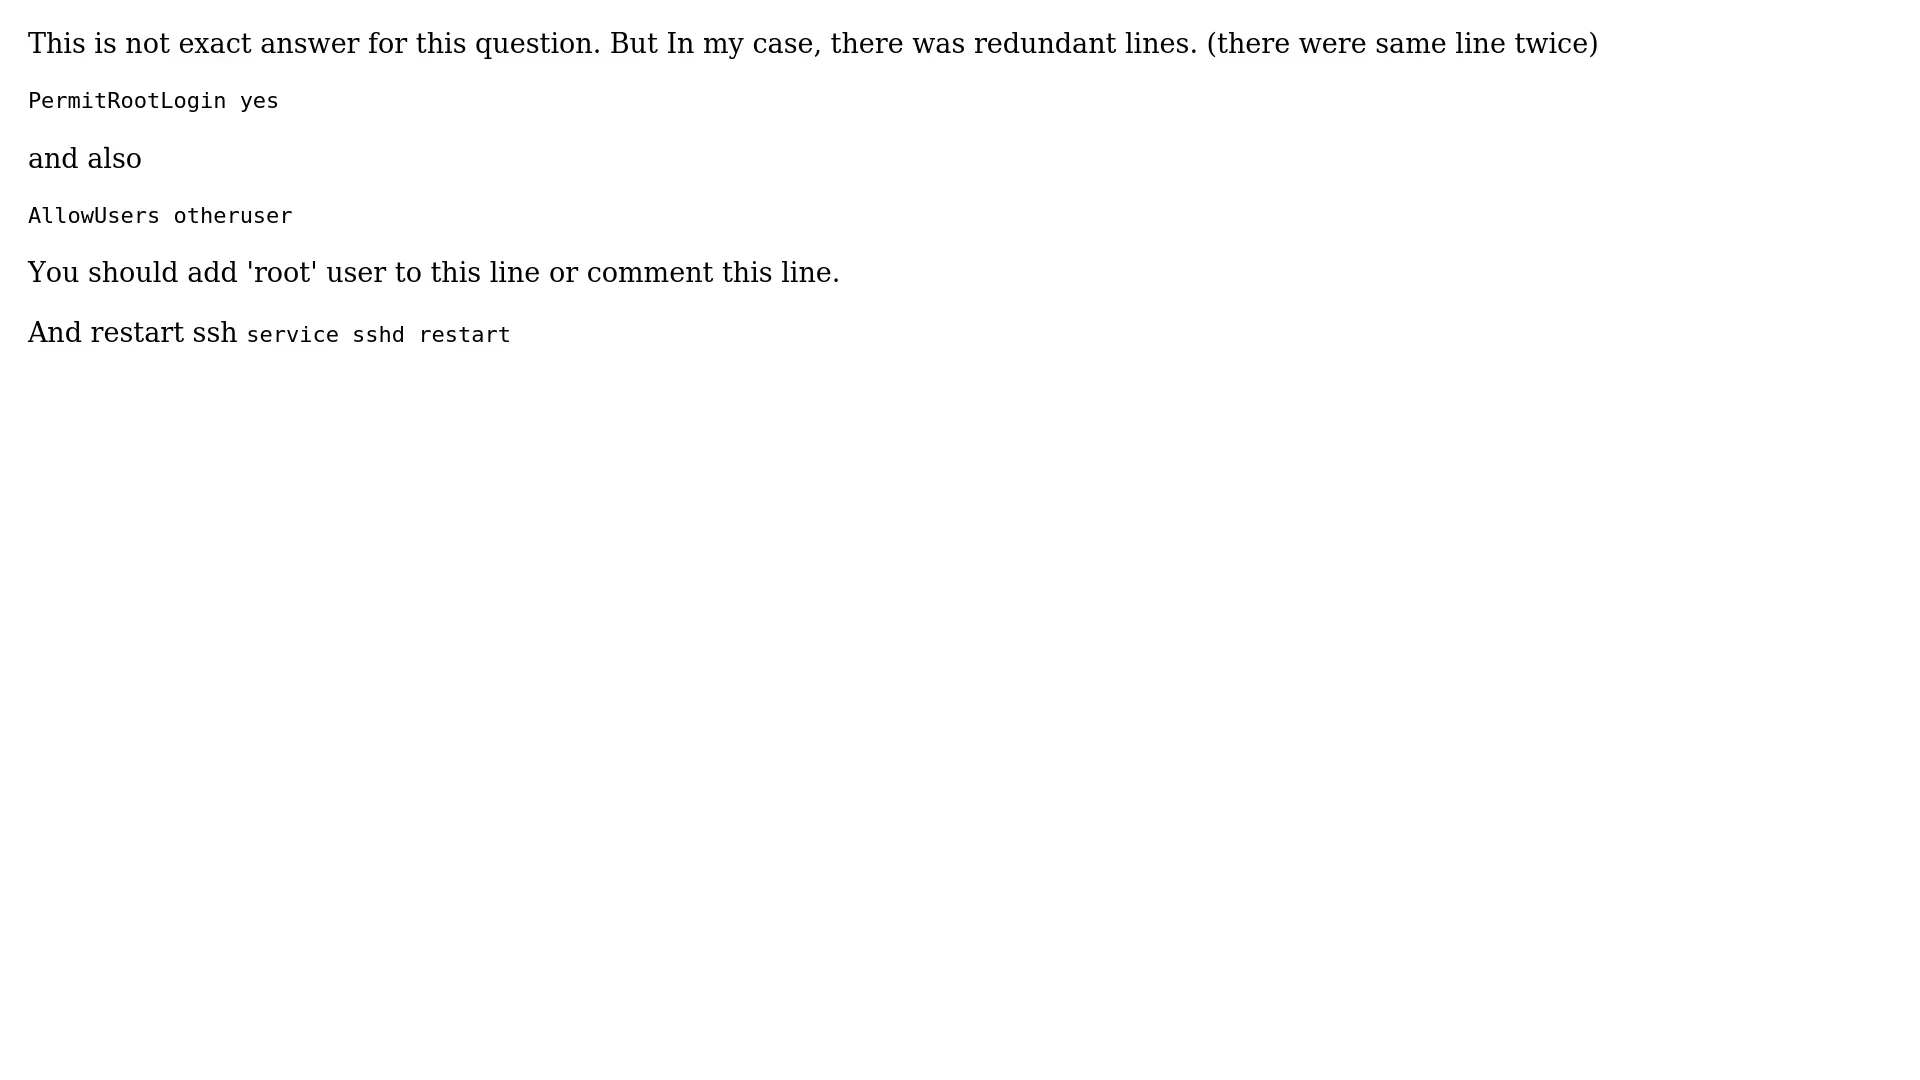 This is not exact answer for this question. But In my case, there was redundant lines. (there were same line twice)
PermitRootLogin yes
and also
AllowUsers otheruser
You should add 'root' user to this line or comment this line.
And restart ssh service sshd restart